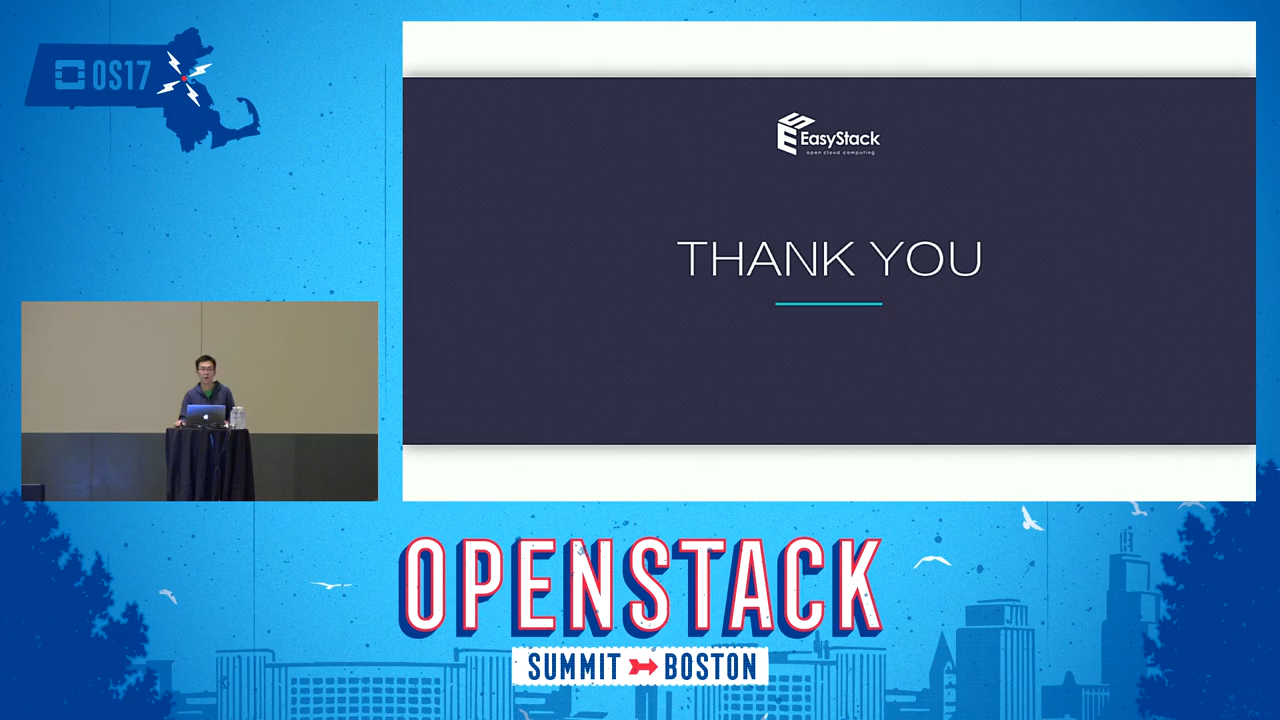 OS17
EasyStack
open cloud computing
THANK YOU
OPENSTACK
SUMMIT BOSTON